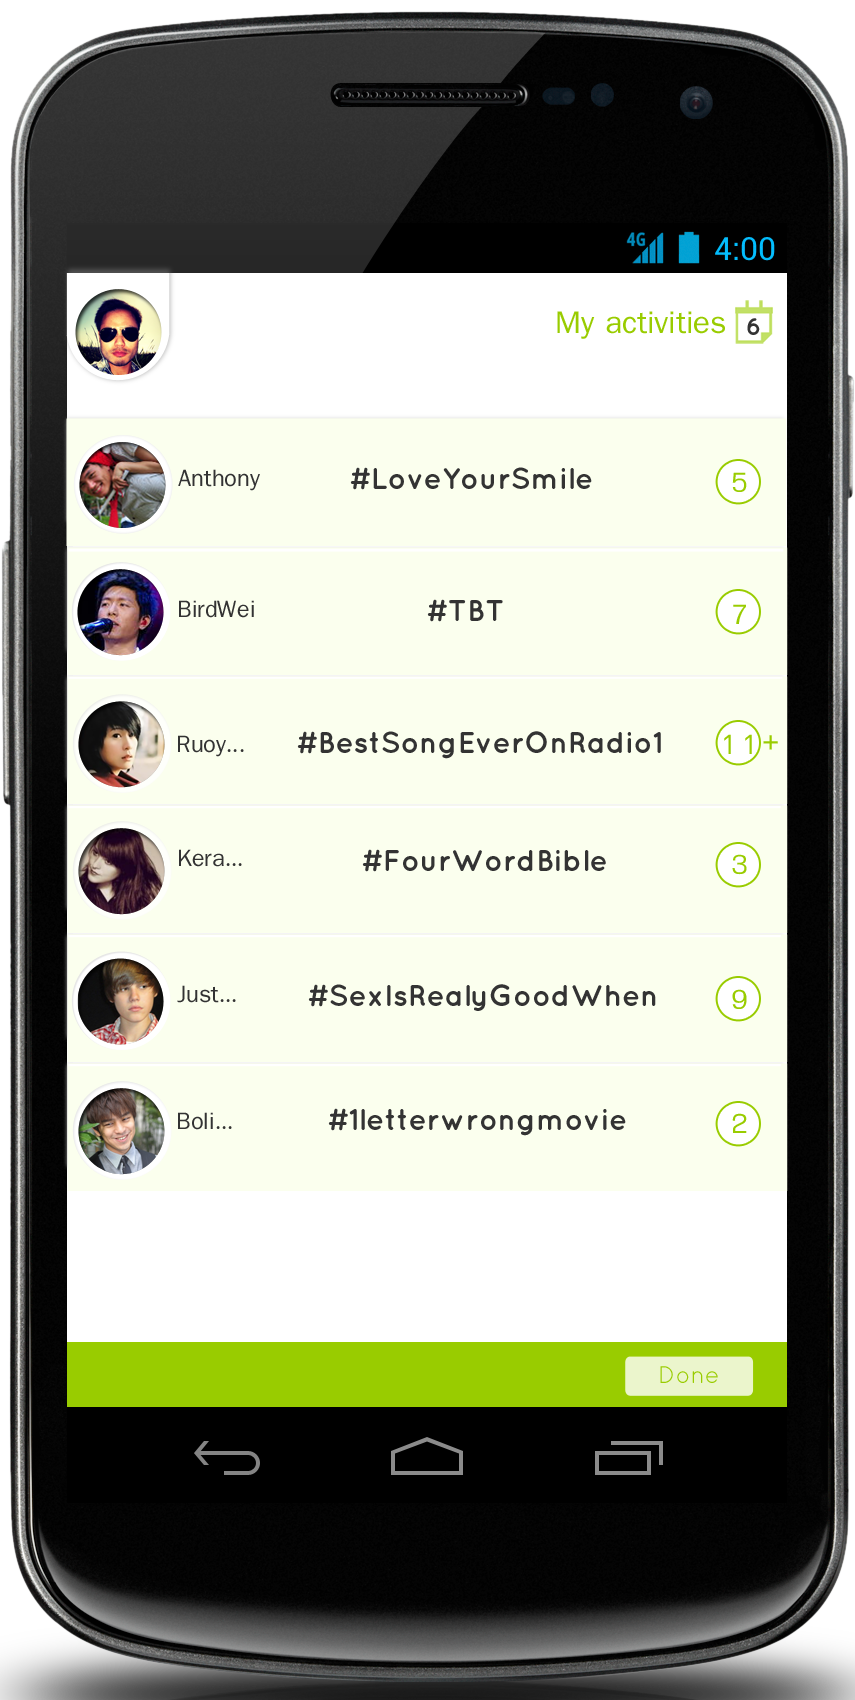 4G 4:00
My activities 6
Anthony #LoveYourSmile 5
BirdWei #TBT 7
Ruoy... #BestSongEverOnRadio1 11+
Kera... #FourWordBible 3
Just... #SexIsRealyGoodWhen 9
Boli... #1letterwrongmovie 2
Done